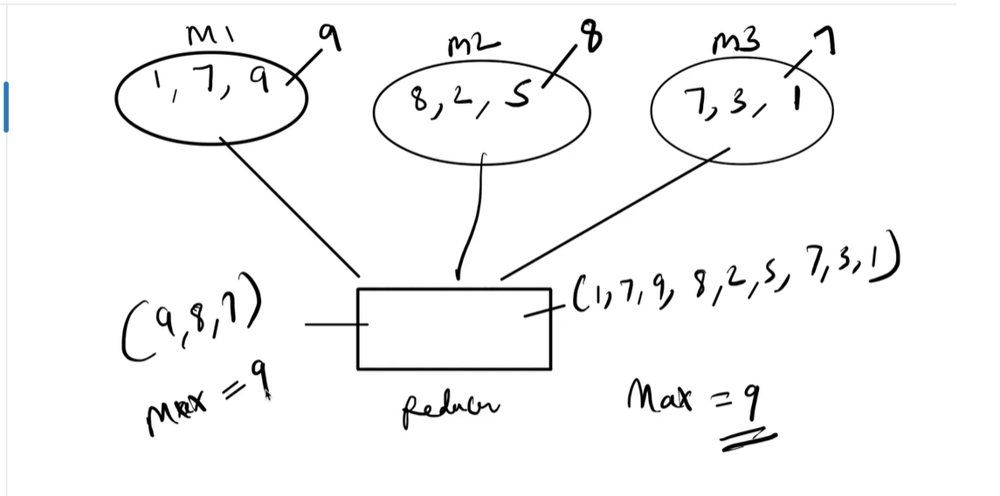 M1
9
m2
8
m3
7
1, 7, 9
8, 2, 5
7, 3, 1
(1, 7, 9, 8, 2, 5, 7, 3, 1)
(9, 8, 7)
Max = 9
Reducer
Max = 9